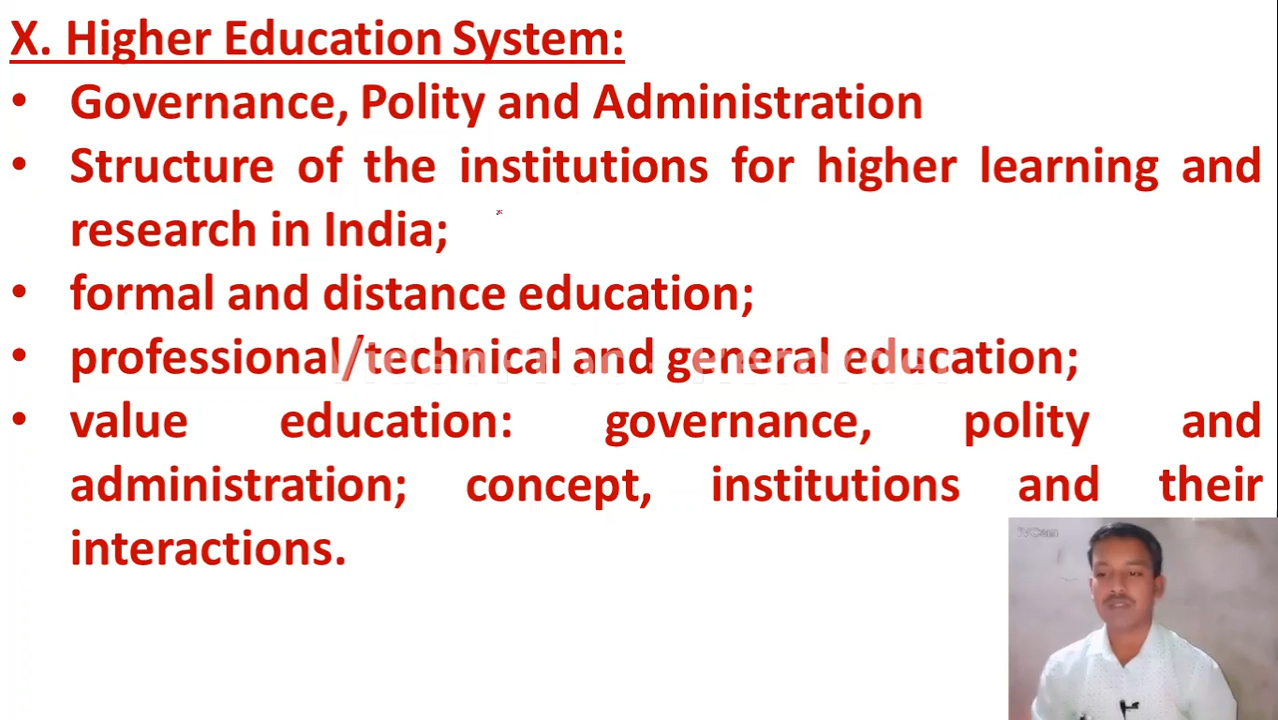 X. Higher Education System:
• Governance, Polity and Administration
• Structure of the institutions for higher learning and
research in India;
• formal and distance education;
• professional/technical and general education;
• value education: governance, polity and
administration; concept, institutions and their
interactions.
iVCam